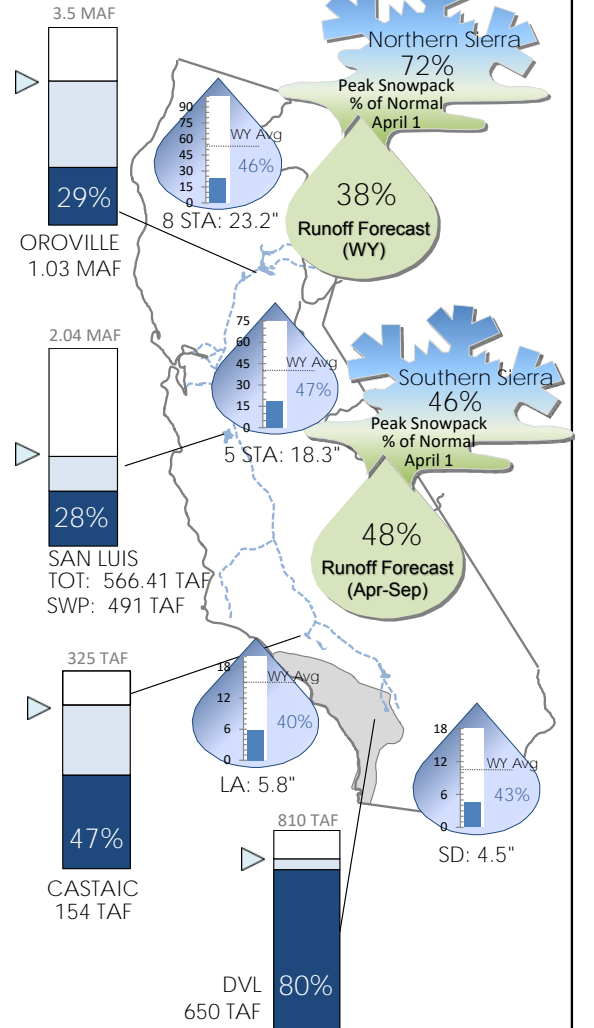 3.5 MAF
29%
OROVILLE
1.03 MAF
Northern Sierra
72%
Peak Snowpack
% of Normal
April 1
38%
Runoff Forecast
(WY)
90
75
60
45
30
15
0
WY Avg
46%
8 STA: 23.2"
2.04 MAF
28%
SAN LUIS
TOT: 566.41 TAF
SWP: 491 TAF
75
60
45
30
15
0
WY Avg
47%
5 STA: 18.3"
Southern Sierra
46%
Peak Snowpack
% of Normal
April 1
48%
Runoff Forecast
(Apr-Sep)
325 TAF
47%
CASTAIC
154 TAF
18
12
6
0
WY Avg
40%
LA: 5.8"
18
12
6
0
WY Avg
43%
SD: 4.5"
810 TAF
80%
DVL
650 TAF